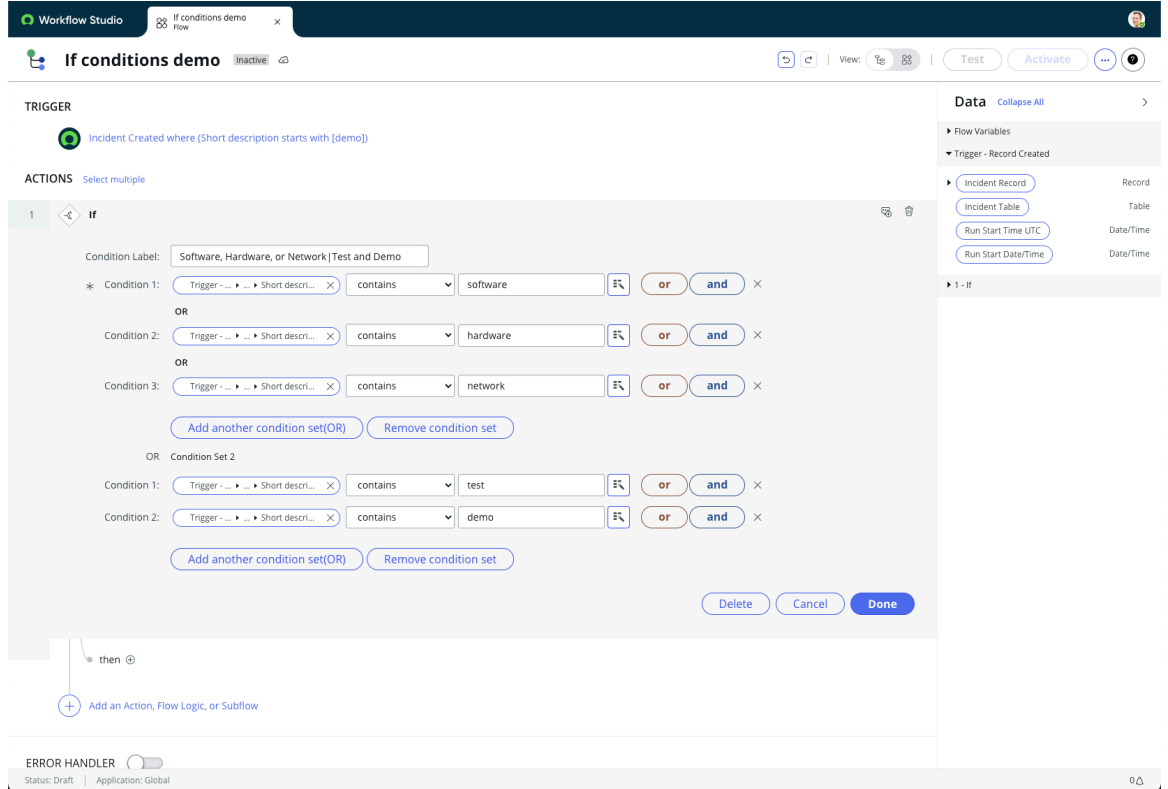 Workflow Studio
If conditions demo
Flow
If conditions demo Inactive
View: Test Activate
TRIGGER
Incident Created where (Short description starts with [demo])
ACTIONS Select multiple
1 If
Condition Label: Software, Hardware, or Network|Test and Demo
* Condition 1: Trigger - ... ▸ ... ▸ Short descri... contains software or and
OR
Condition 2: Trigger - ... ▸ ... ▸ Short descri... contains hardware or and
OR
Condition 3: Trigger - ... ▸ ... ▸ Short descri... contains network or and
Add another condition set(OR) Remove condition set
OR Condition Set 2
Condition 1: Trigger - ... ▸ ... ▸ Short descri... contains test or and
Condition 2: Trigger - ... ▸ ... ▸ Short descri... contains demo or and
Add another condition set(OR) Remove condition set
Delete Cancel Done
then
Add an Action, Flow Logic, or Subflow
ERROR HANDLER
Data Collapse All
Flow Variables
Trigger - Record Created
Incident Record Record
Incident Table Table
Run Start Time UTC Date/Time
Run Start Date/Time Date/Time
1 - If
Status: Draft Application: Global 0